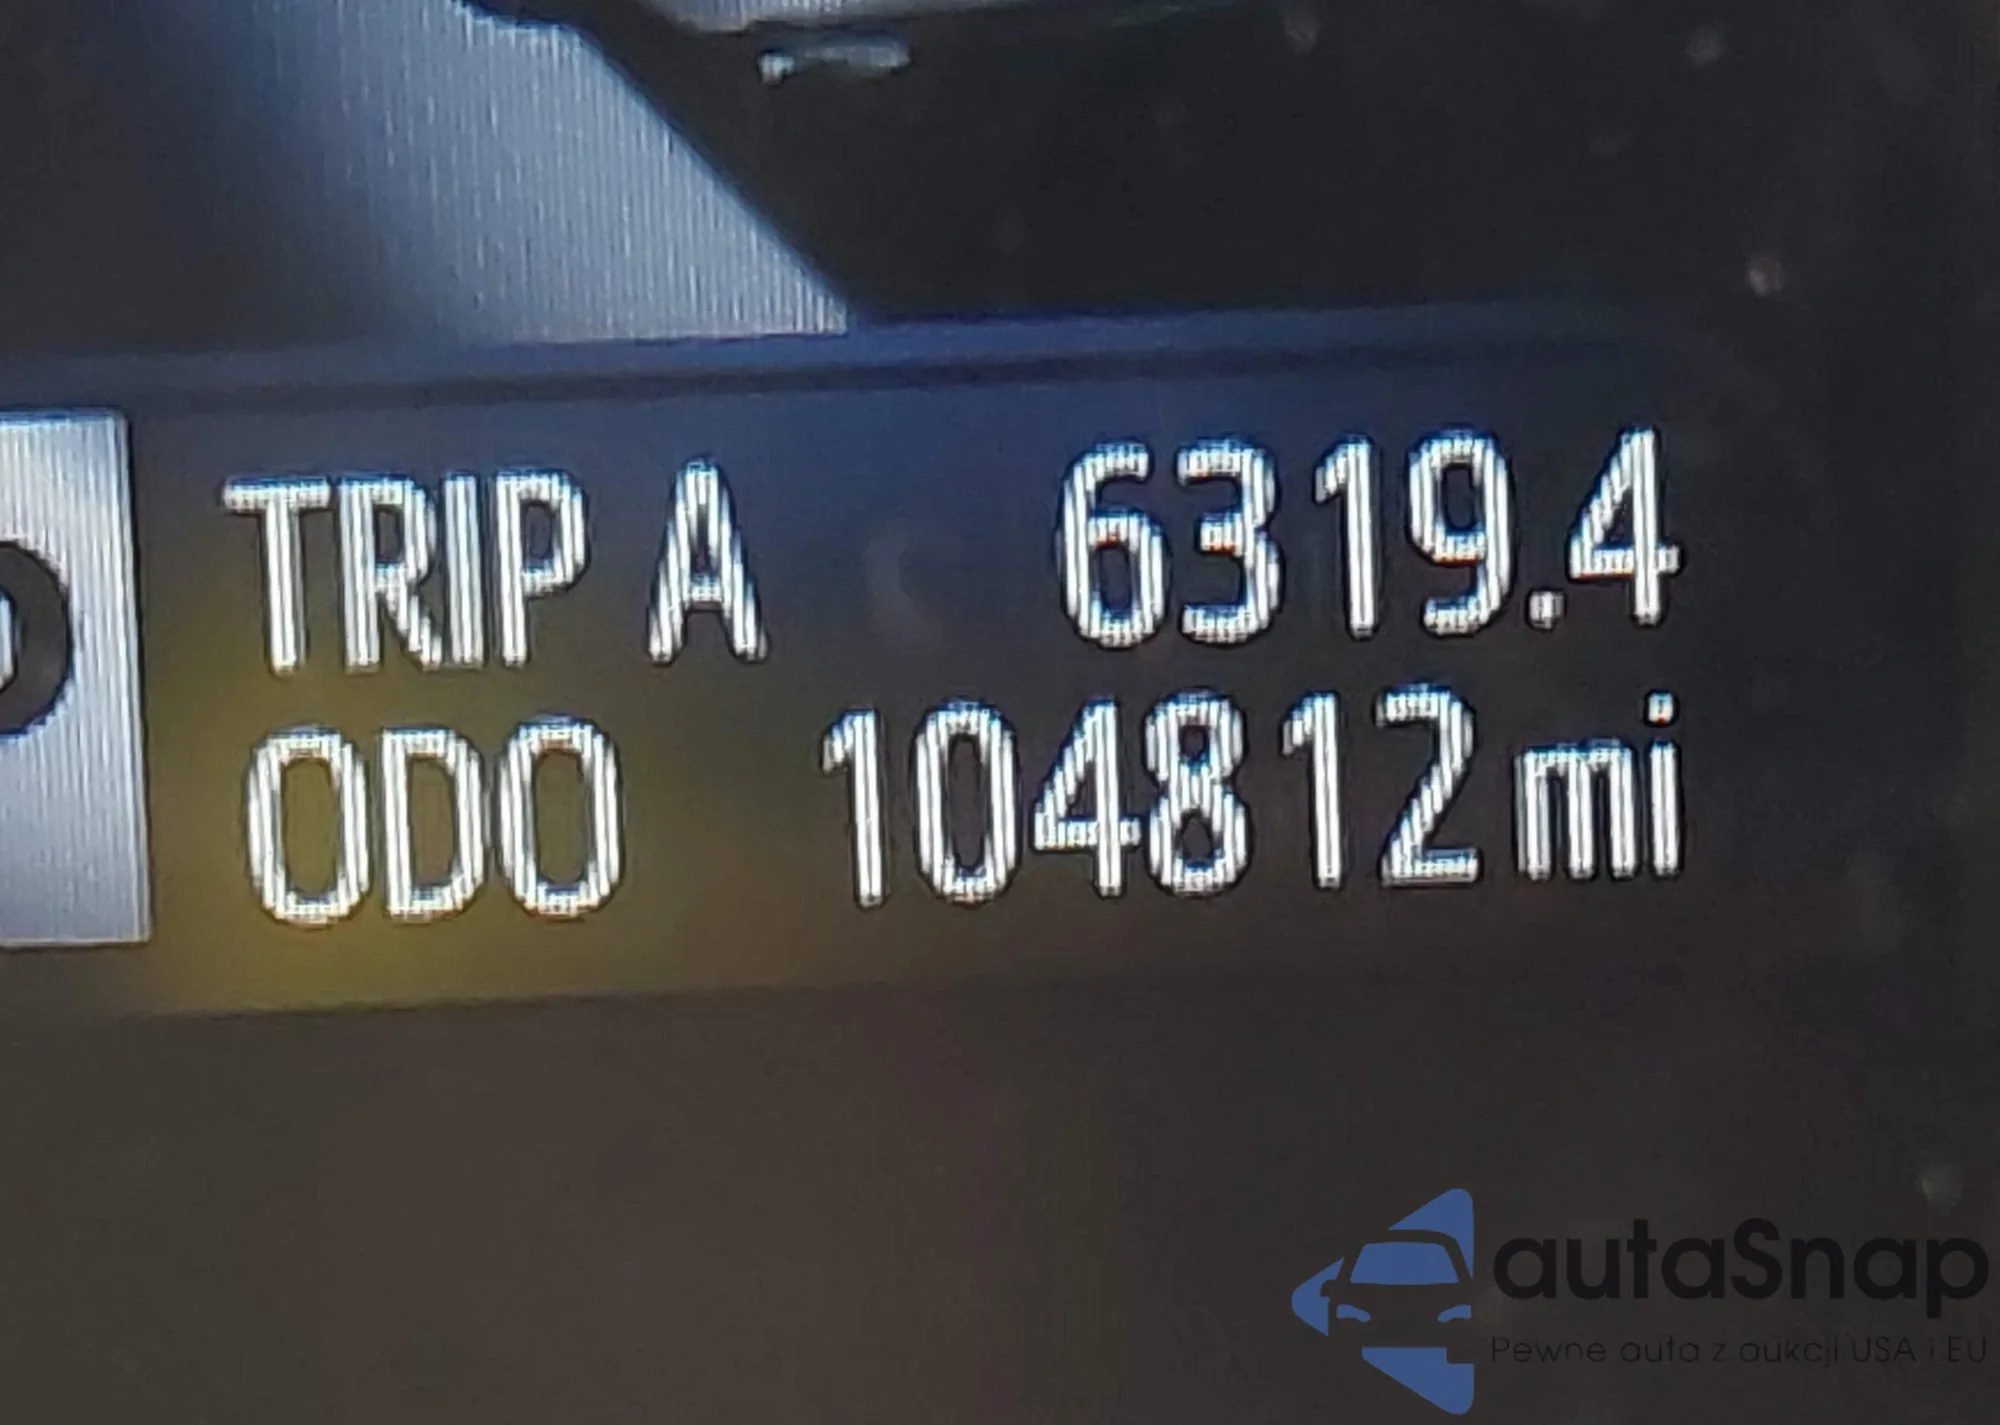 TRIP A 6319.4
ODO 104812 mi
autaSnap
Pewne auta z aukcji USA i EU